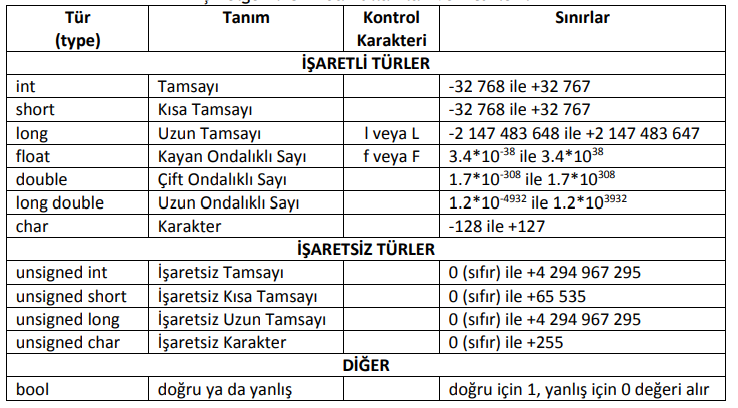 Tür (type) Tanım Kontrol Karakteri Sınırlar
İŞARETLİ TÜRLER
int Tamsayı -32 768 ile +32 767
short Kısa Tamsayı -32 768 ile +32 767
long Uzun Tamsayı l veya L -2 147 483 648 ile +2 147 483 647
float Kayan Ondalıklı Sayı f veya F 3.4*10^-38 ile 3.4*10^38
double Çift Ondalıklı Sayı 1.7*10^-308 ile 1.7*10^308
long double Uzun Ondalıklı Sayı 1.2*10^-4932 ile 1.2*10^3932
char Karakter -128 ile +127
İŞARETSİZ TÜRLER
unsigned int İşaretsiz Tamsayı 0 (sıfır) ile +4 294 967 295
unsigned short İşaretsiz Kısa Tamsayı 0 (sıfır) ile +65 535
unsigned long İşaretsiz Uzun Tamsayı 0 (sıfır) ile +4 294 967 295
unsigned char İşaretsiz Karakter 0 (sıfır) ile +255
DİĞER
bool doğru ya da yanlış doğru için 1, yanlış için 0 değeri alır